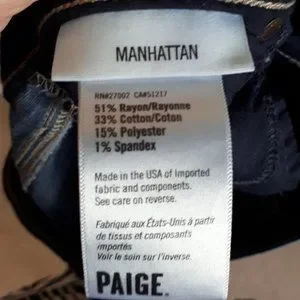 MANHATTAN
RN#27002 CA#51217
51% Rayon/Rayonne
33% Cotton/Coton
15% Polyester
1% Spandex
Made in the USA of Imported
fabric and components.
See care on reverse.
Fabriqué aux États-Unis à partir
de tissus et composants
importés
Voir le soin sur l'inverse.
PAIGE